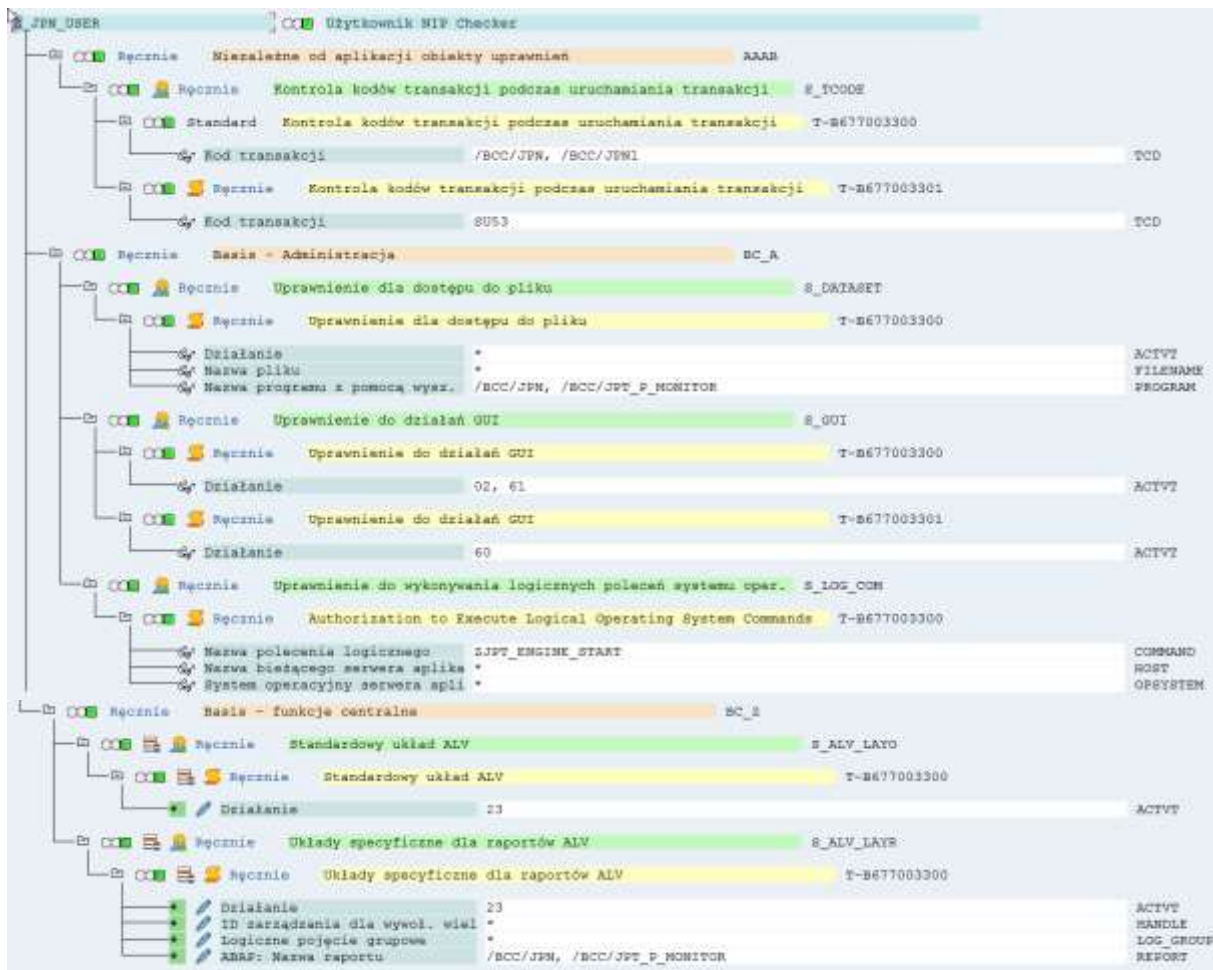 _JPN_USER Użytkownik NIP Checker
Ręcznie Niezależne od aplikacji obiekty uprawnień AAAB
Ręcznie Kontrola kodów transakcji podczas uruchamiania transakcji S_TCODE
Standard Kontrola kodów transakcji podczas uruchamiania transakcji T-B677003300
Kod transakcji /BCC/JPN, /BCC/JPN1 TCD
Ręcznie Kontrola kodów transakcji podczas uruchamiania transakcji T-B677003301
Kod transakcji SU53 TCD
Ręcznie Basis - Administracja BC_A
Ręcznie Uprawnienie dla dostępu do pliku S_DATASET
Ręcznie Uprawnienie dla dostępu do pliku T-B677003300
Działanie * ACTVT
Nazwa pliku * FILENAME
Nazwa programu z pomocą wysz. /BCC/JPN, /BCC/JPT_P_MONITOR PROGRAM
Ręcznie Uprawnienie do działań GUI S_GUI
Ręcznie Uprawnienie do działań GUI T-B677003300
Działanie 02, 61 ACTVT
Ręcznie Uprawnienie do działań GUI T-B677003301
Działanie 60 ACTVT
Ręcznie Uprawnienie do wykonywania logicznych poleceń systemu oper. S_LOG_COM
Ręcznie Authorization to Execute Logical Operating System Commands T-B677003300
Nazwa polecenia logicznego ZJPT_ENGINE_START COMMAND
Nazwa bieżącego serwera aplika * HOST
System operacyjny serwera apli * OPSYSTEM
Ręcznie Basis - funkcje centralne BC_Z
Ręcznie Standardowy układ ALV S_ALV_LAYO
Ręcznie Standardowy układ ALV T-B677003300
Działanie 23 ACTVT
Ręcznie Układy specyficzne dla raportów ALV S_ALV_LAYR
Ręcznie Układy specyficzne dla raportów ALV T-B677003300
Działanie 23 ACTVT
ID zarządzania dla wywoł. wiel * HANDLE
Logiczne pojęcie grupowe * LOG_GROUP
ABAP: Nazwa raportu /BCC/JPN, /BCC/JPT_P_MONITOR REPORT